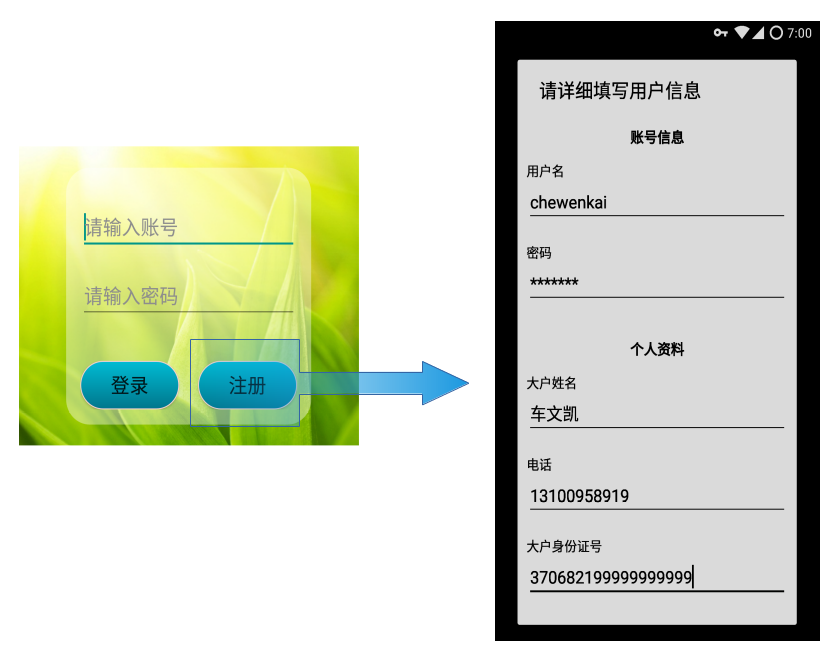 请输入账号
请输入密码
登录
注册
7:00
请详细填写用户信息
账号信息
用户名
chewenkai
密码
*******
个人资料
大户姓名
车文凯
电话
13100958919
大户身份证号
370682199999999999